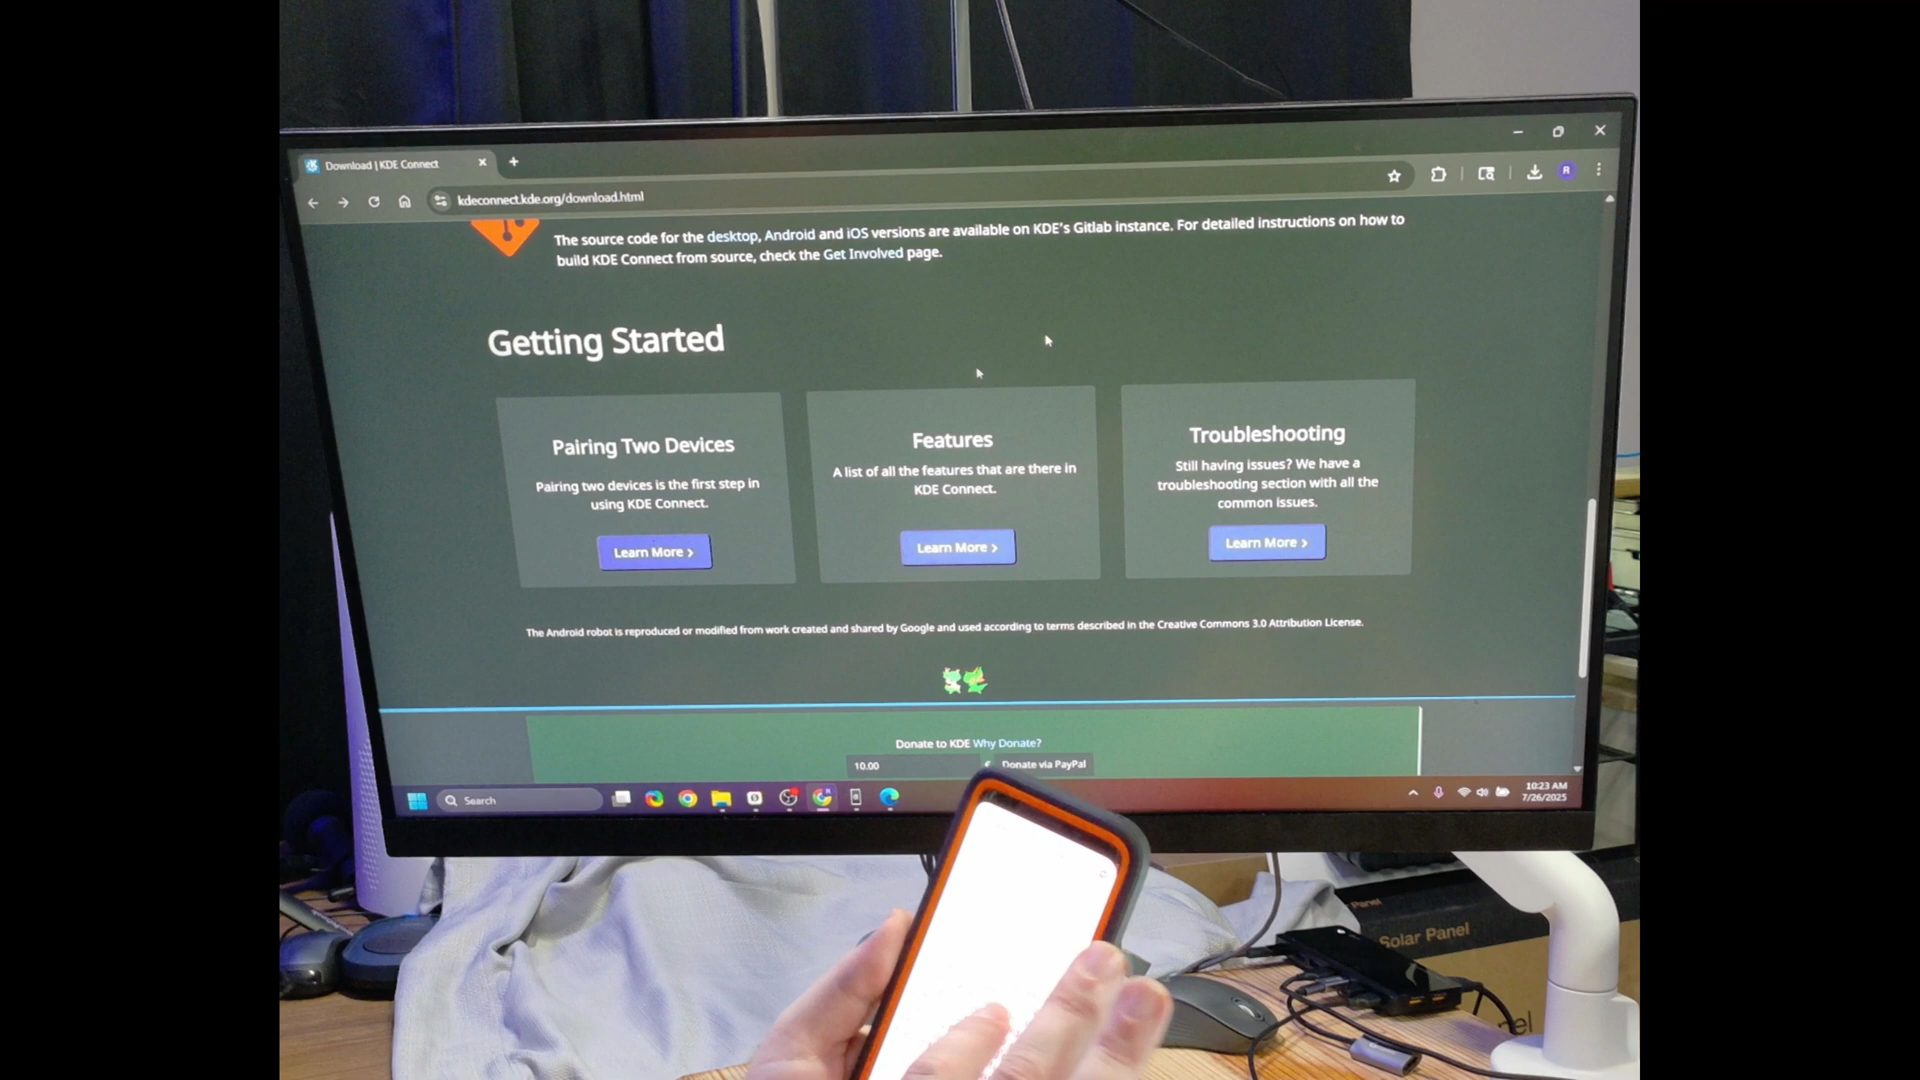 Download | KDE Connect
kdeconnect.kde.org/download.html
R
The source code for the desktop, Android and iOS versions are available on KDE's Gitlab instance. For detailed instructions on how to
build KDE Connect from source, check the Get Involved page.
Getting Started
Pairing Two Devices
Pairing two devices is the first step in
using KDE Connect.
Learn More
Features
A list of all the features that are there in
KDE Connect.
Learn More
Troubleshooting
Still having issues? We have a
troubleshooting section with all the
common issues.
Learn More
The Android robot is reproduced or modified from work created and shared by Google and used according to terms described in the Creative Commons 3.0 Attribution License.
Donate to KDE Why Donate?
10.00 € Donate via PayPal
Search
10:23 AM
7/26/2025
Panel
Solar Panel